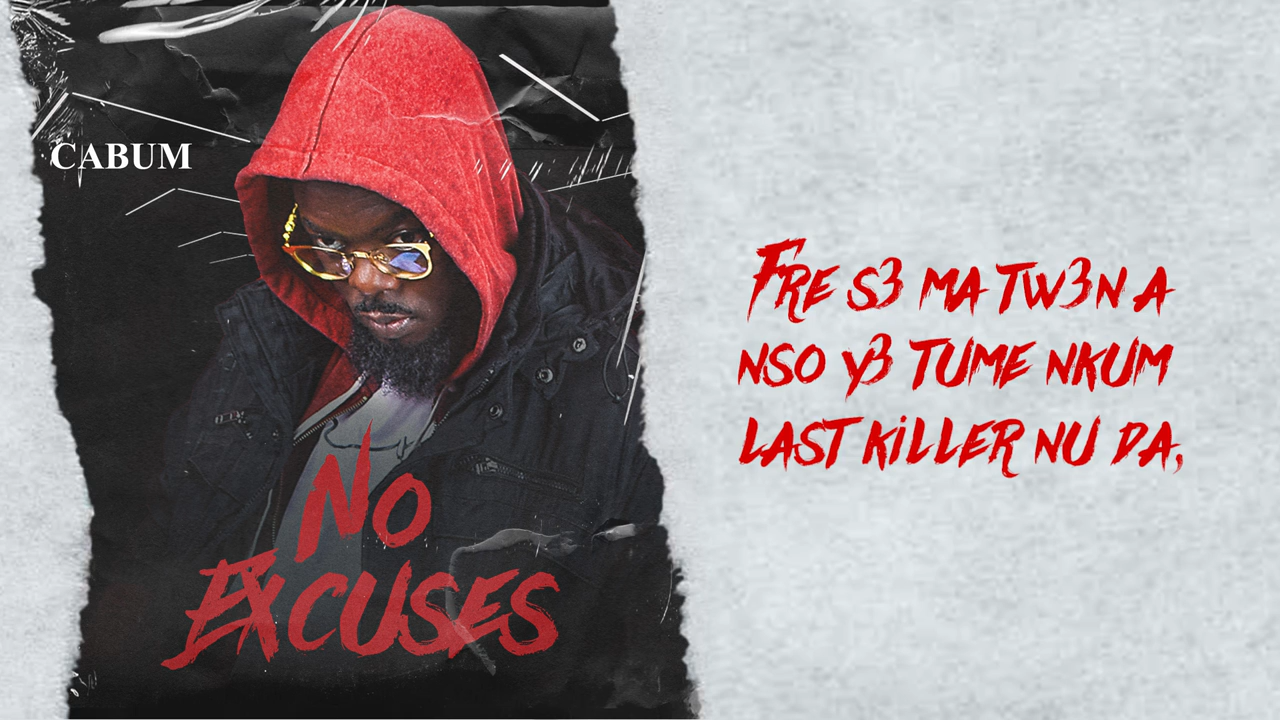 CABUM
NO
EXCUSES
FRE S3 MA TW3N A
NSO Y3 TUME NKUM
LAST KILLER NU DA,